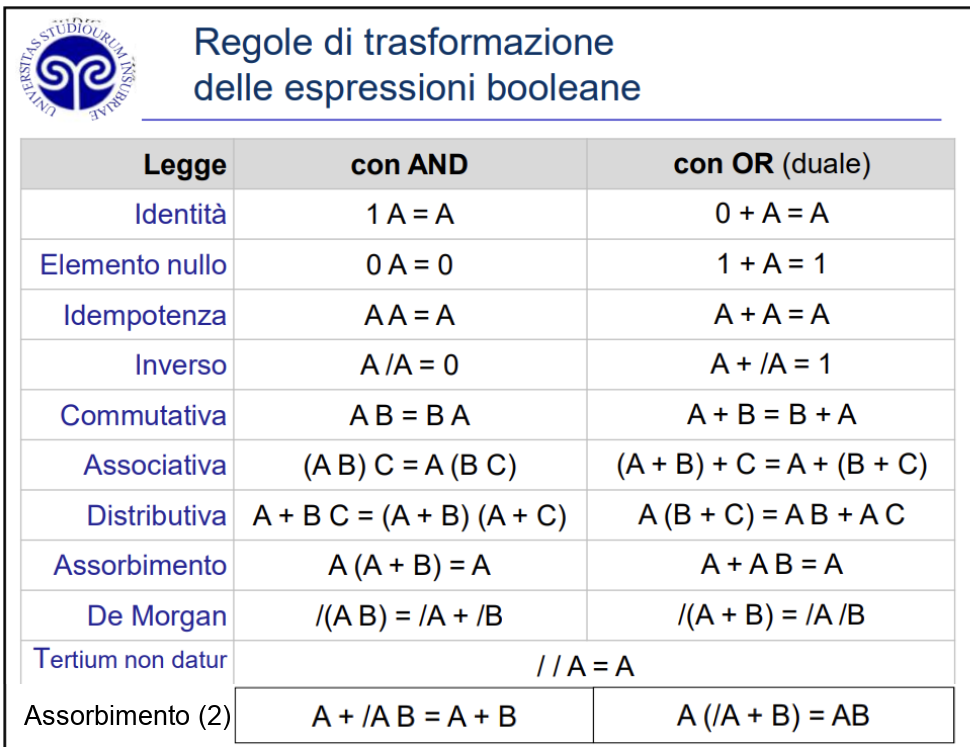 UNIVERSITAS STUDIOURUM INSUBRIAE
Regole di trasformazione
delle espressioni booleane
Legge con AND con OR (duale)
Identità 1 A = A 0 + A = A
Elemento nullo 0 A = 0 1 + A = 1
Idempotenza A A = A A + A = A
Inverso A /A = 0 A + /A = 1
Commutativa A B = B A A + B = B + A
Associativa (A B) C = A (B C) (A + B) + C = A + (B + C)
Distributiva A + B C = (A + B) (A + C) A (B + C) = A B + A C
Assorbimento A (A + B) = A A + A B = A
De Morgan /(A B) = /A + /B /(A + B) = /A /B
Tertium non datur / / A = A
Assorbimento (2) A + /A B = A + B A (/A + B) = AB